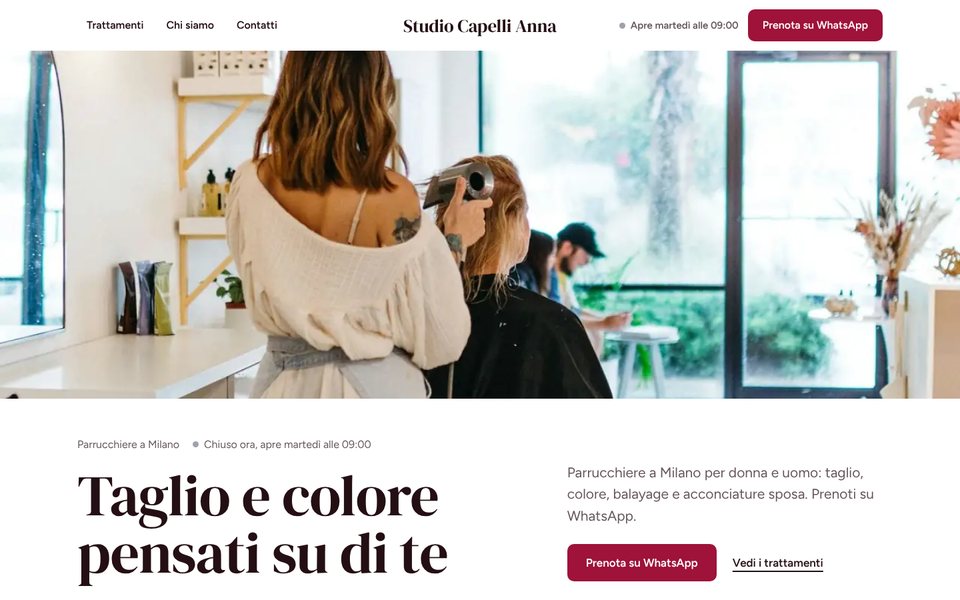 Trattamenti Chi siamo Contatti Studio Capelli Anna Apre martedì alle 09:00 Prenota su WhatsApp
Parrucchiere a Milano Chiuso ora, apre martedì alle 09:00
Taglio e colore
pensati su di te
Parrucchiere a Milano per donna e uomo: taglio,
colore, balayage e acconciature sposa. Prenoti su
WhatsApp.
Prenota su WhatsApp Vedi i trattamenti